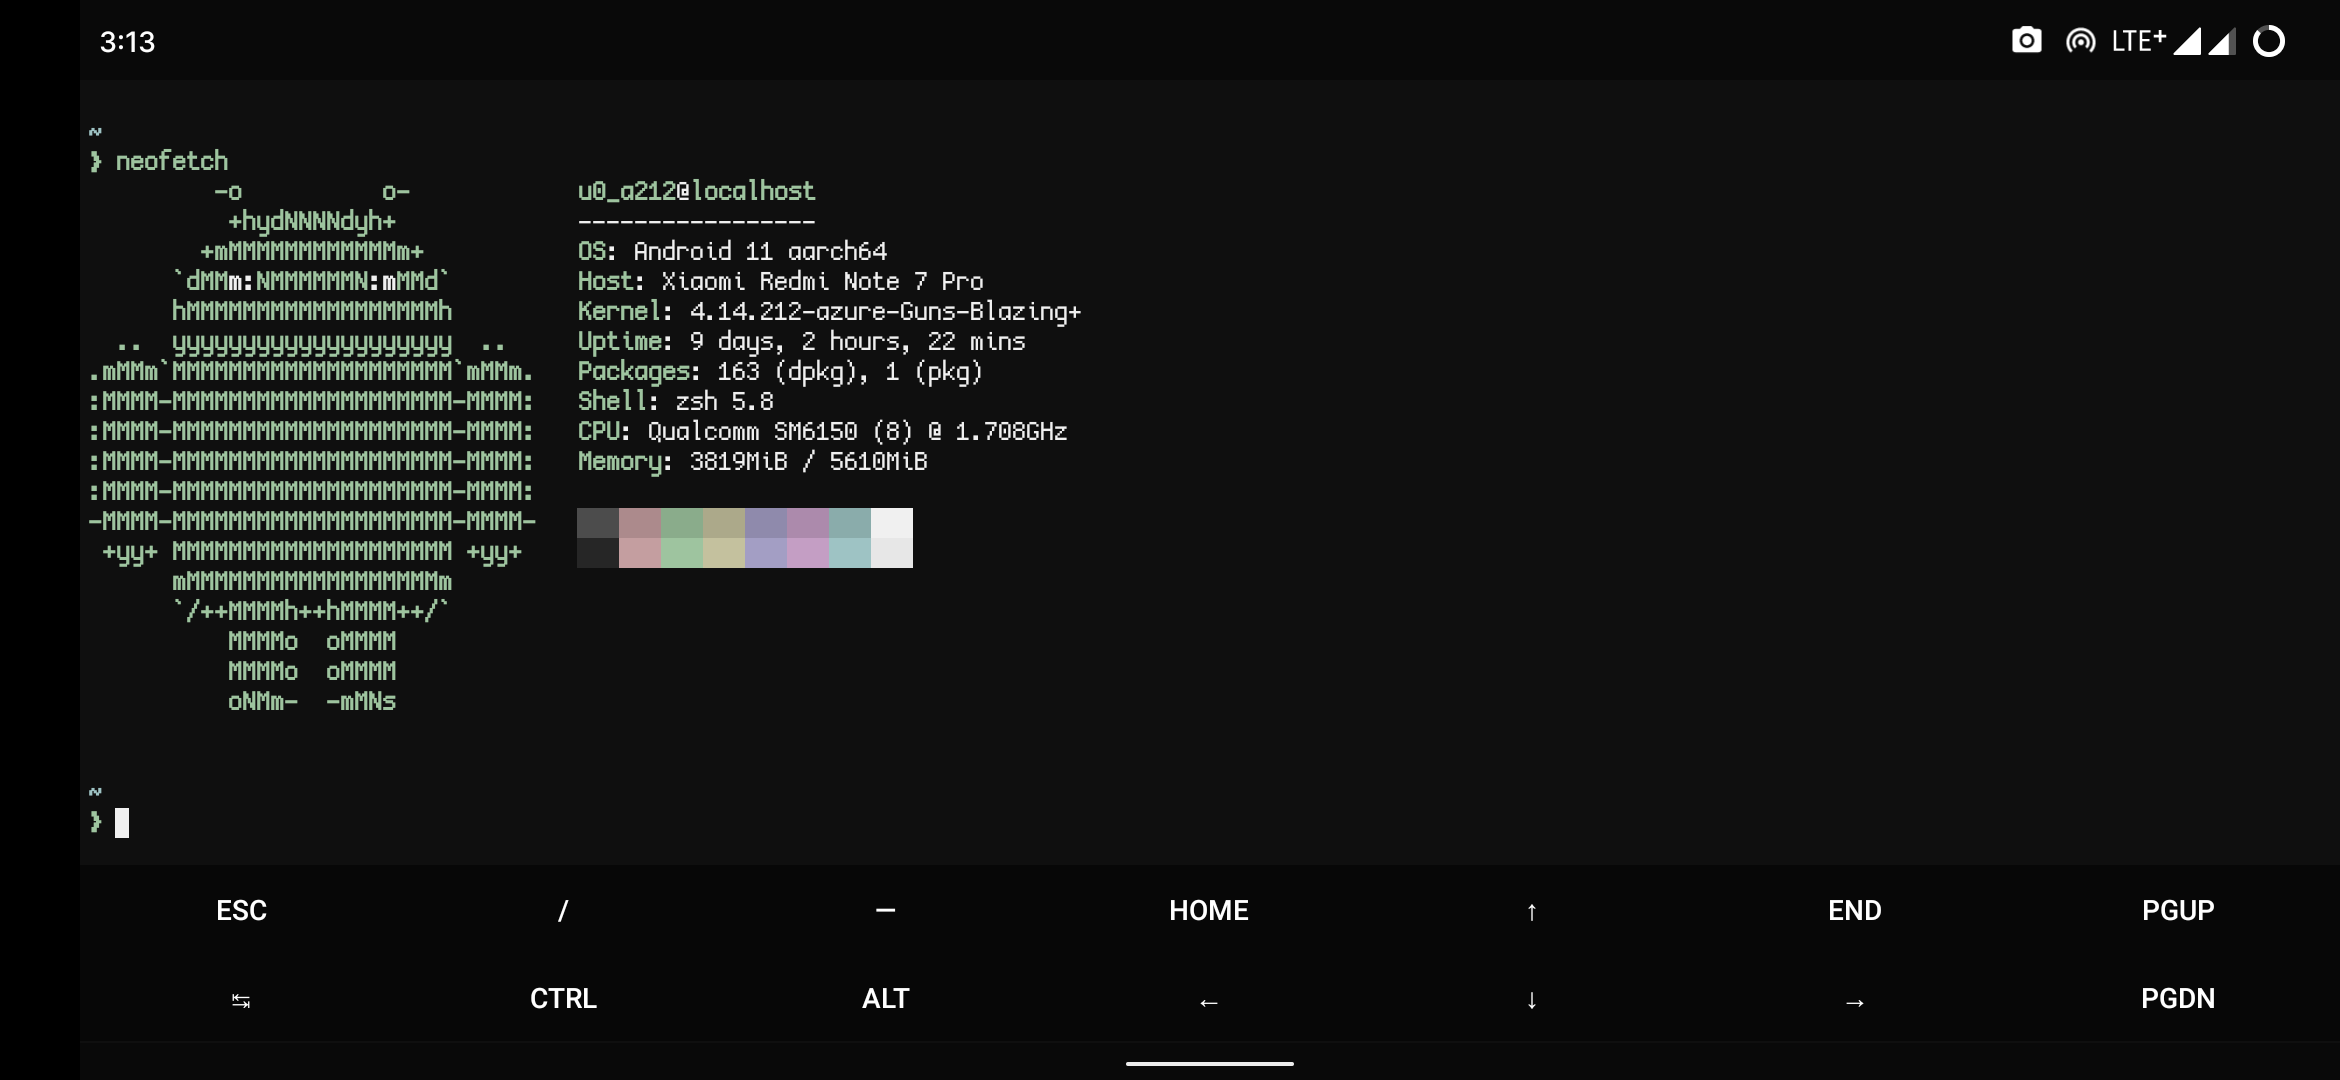 3:13
LTE+
~
❯ neofetch
         -o          o-
          +hydNNNNdyh+
        +mMMMMMMMMMMMMm+
      `dMMm:NMMMMMMN:mMMd`
      hMMMMMMMMMMMMMMMMMMh
  ..  yyyyyyyyyyyyyyyyyyyy  ..
.mMMm`MMMMMMMMMMMMMMMMMMMM`mMMm.
:MMMM-MMMMMMMMMMMMMMMMMMMM-MMMM:
:MMMM-MMMMMMMMMMMMMMMMMMMM-MMMM:
:MMMM-MMMMMMMMMMMMMMMMMMMM-MMMM:
:MMMM-MMMMMMMMMMMMMMMMMMMM-MMMM:
-MMMM-MMMMMMMMMMMMMMMMMMMM-MMMM-
 +yy+ MMMMMMMMMMMMMMMMMMMM +yy+
      mMMMMMMMMMMMMMMMMMMm
      `/++MMMMh++hMMMM++/`
          MMMMo  oMMMM
          MMMMo  oMMMM
          oNMm-  -mMNs
u0_a212@localhost
-----------------
OS: Android 11 aarch64
Host: Xiaomi Redmi Note 7 Pro
Kernel: 4.14.212-azure-Guns-Blazing+
Uptime: 9 days, 2 hours, 22 mins
Packages: 163 (dpkg), 1 (pkg)
Shell: zsh 5.8
CPU: Qualcomm SM6150 (8) @ 1.708GHz
Memory: 3819MiB / 5610MiB
~
❯
ESC / — HOME ↑ END PGUP
↹ CTRL ALT ← ↓ → PGDN